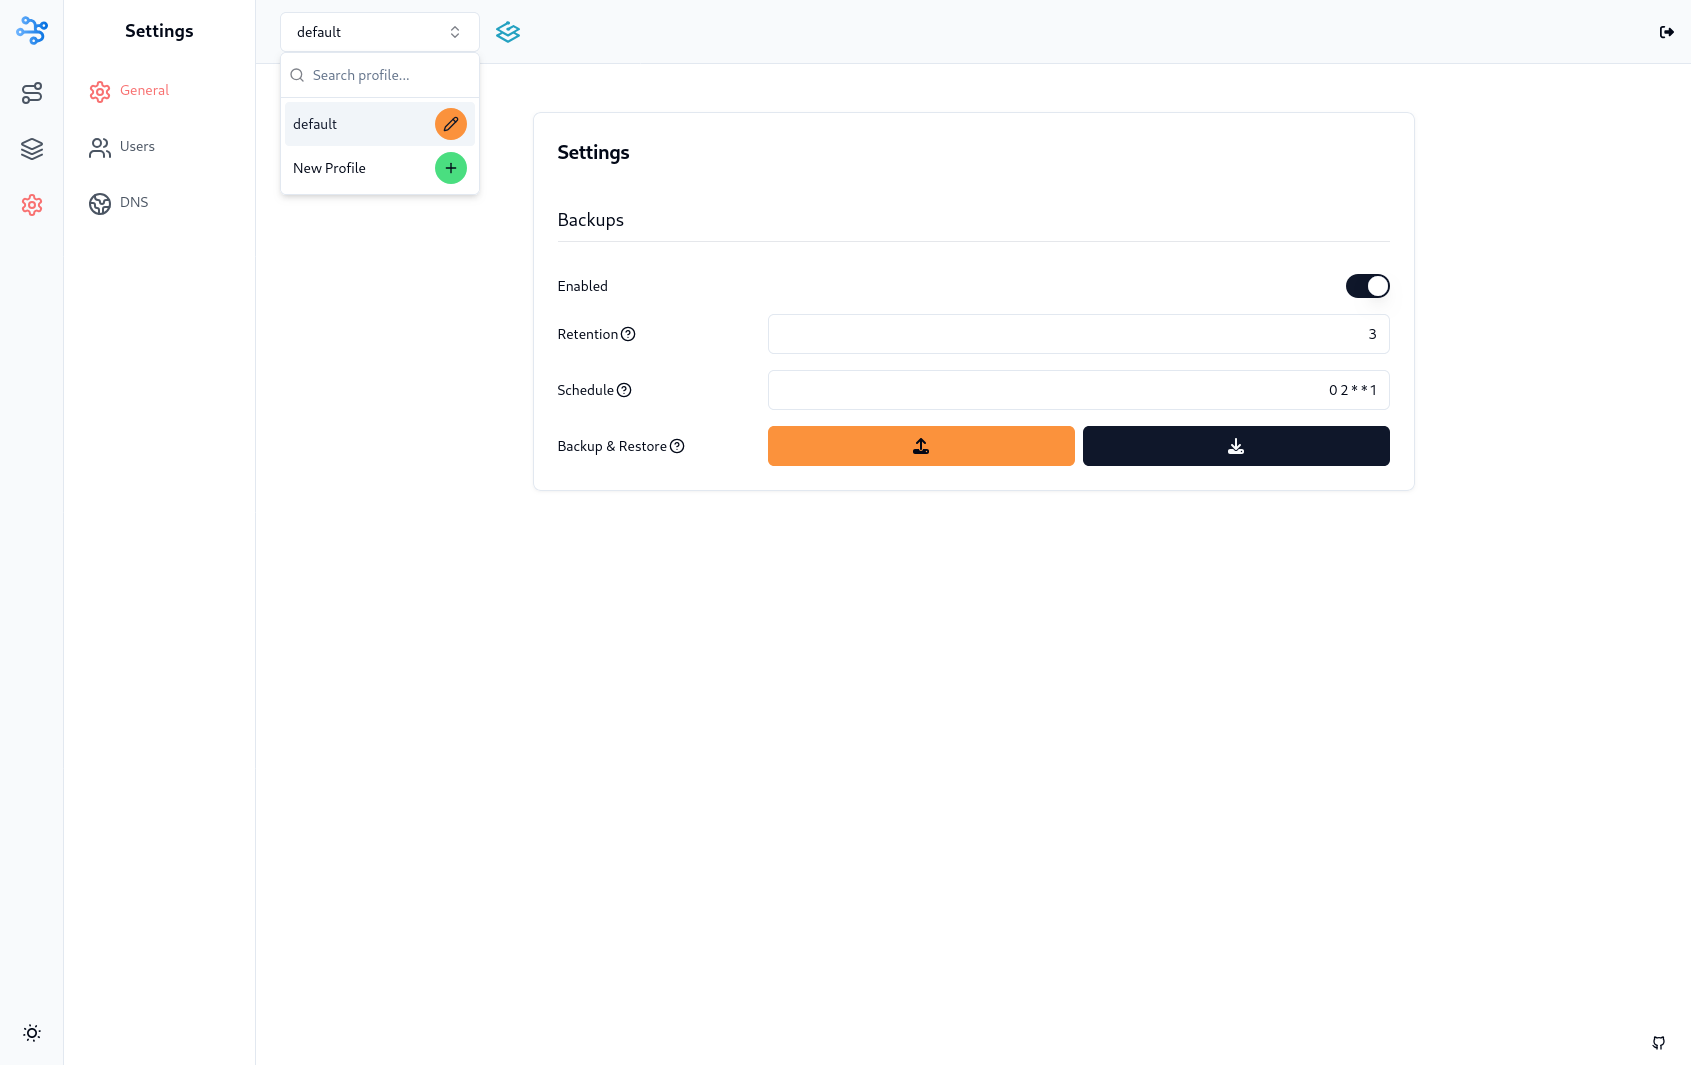 Settings
General
Users
DNS
default
Search profile...
default
New Profile
Settings
Backups
Enabled
Retention
3
Schedule
0 2 * * 1
Backup & Restore